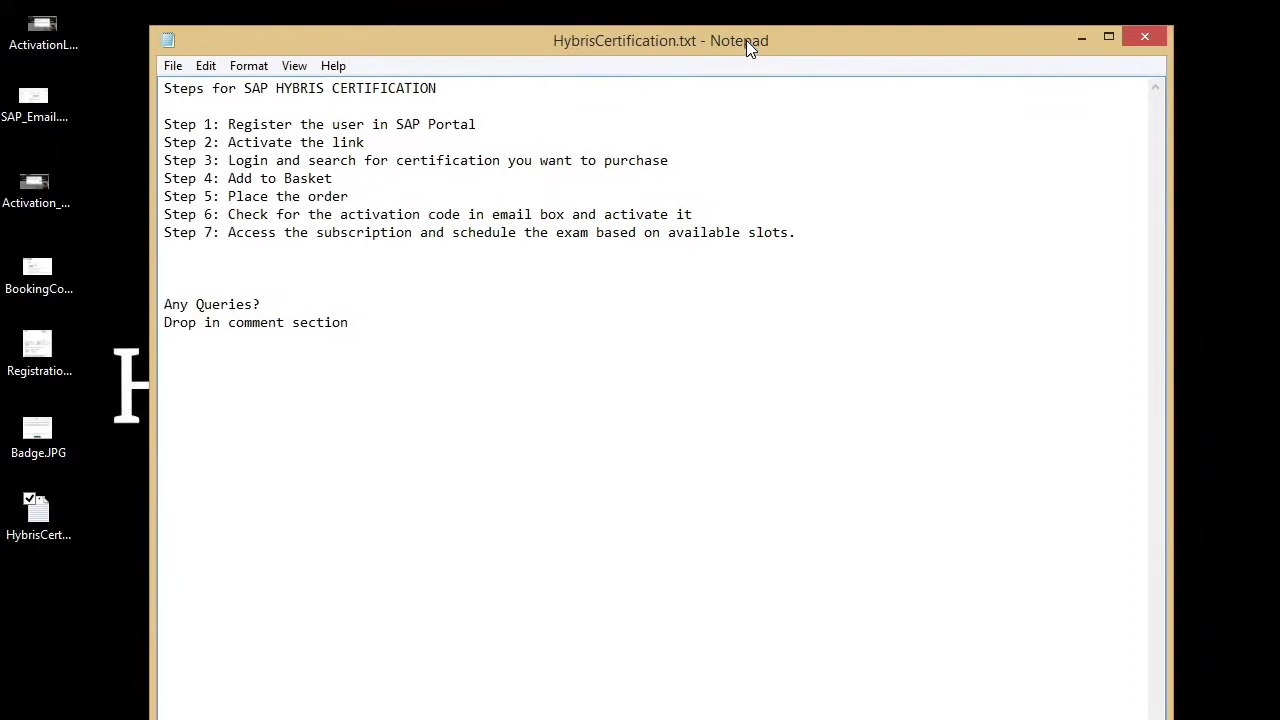 ActivationL...
SAP_Email....
Activation_...
BookingCo...
Registratio...
Badge.JPG
HybrisCert...
H
HybrisCertification.txt - Notepad
File Edit Format View Help
Steps for SAP HYBRIS CERTIFICATION
Step 1: Register the user in SAP Portal
Step 2: Activate the link
Step 3: Login and search for certification you want to purchase
Step 4: Add to Basket
Step 5: Place the order
Step 6: Check for the activation code in email box and activate it
Step 7: Access the subscription and schedule the exam based on available slots.
Any Queries?
Drop in comment section